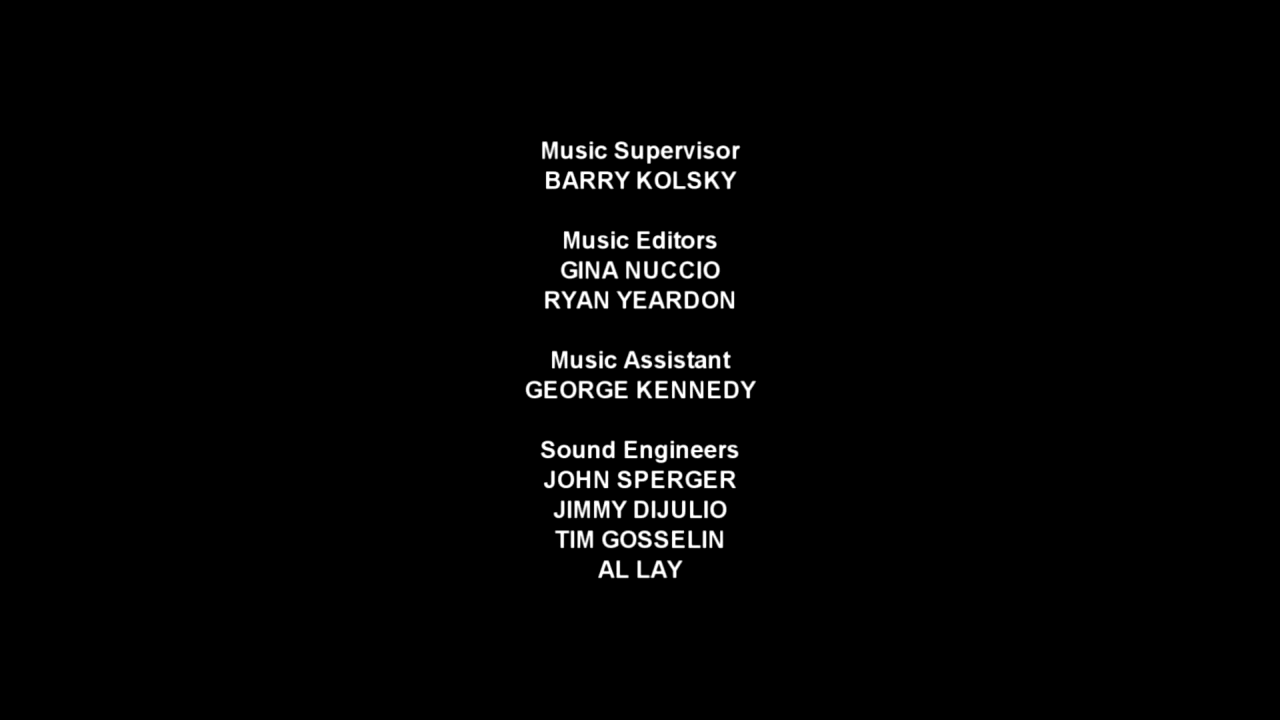 Music Supervisor
BARRY KOLSKY
Music Editors
GINA NUCCIO
RYAN YEARDON
Music Assistant
GEORGE KENNEDY
Sound Engineers
JOHN SPERGER
JIMMY DIJULIO
TIM GOSSELIN
AL LAY